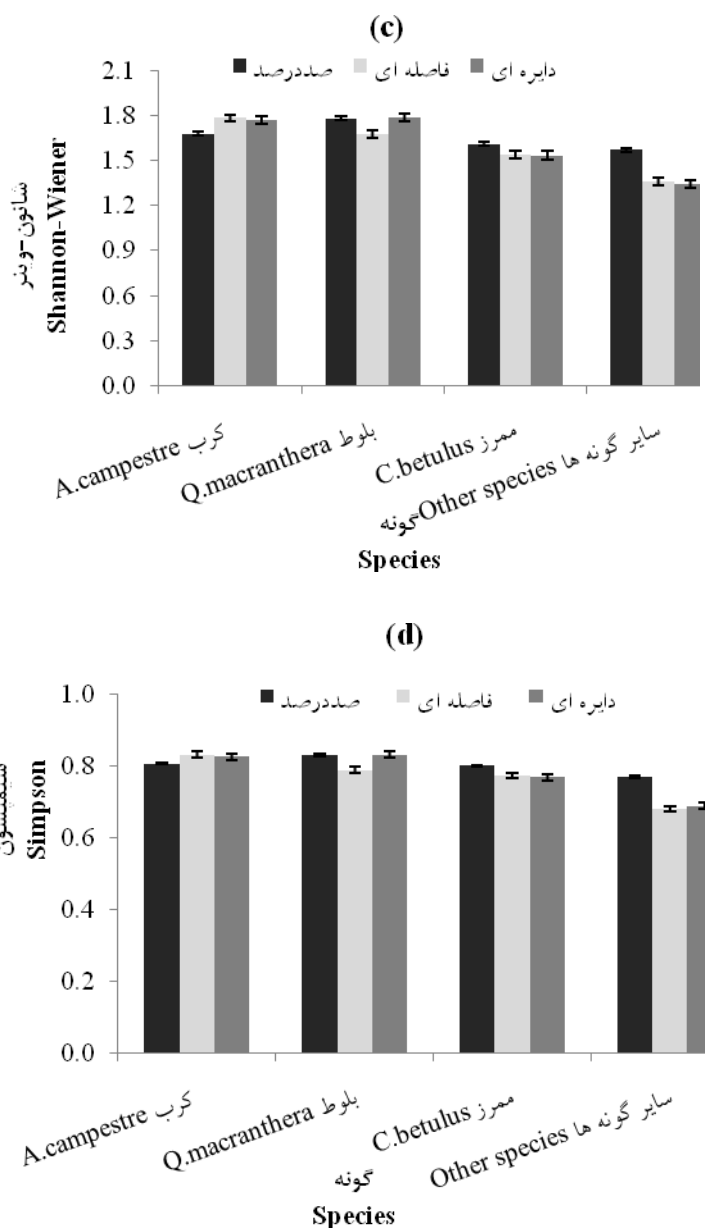 (c)
صددرصد فاصله ای دایره ای
2.1
1.8
1.5
1.2
0.9
0.6
0.3
0.0
شانون-وینر
Shannon-Wiener
A.campestre کرب
Q.macranthera بلوط
C.betulus ممرز
Other species سایر گونه ها
گونه
Species
(d)
صددرصد فاصله ای دایره ای
1.0
0.8
0.6
0.4
0.2
0.0
سیمپسون
Simpson
A.campestre کرب
Q.macranthera بلوط
C.betulus ممرز
Other species سایر گونه ها
گونه
Species